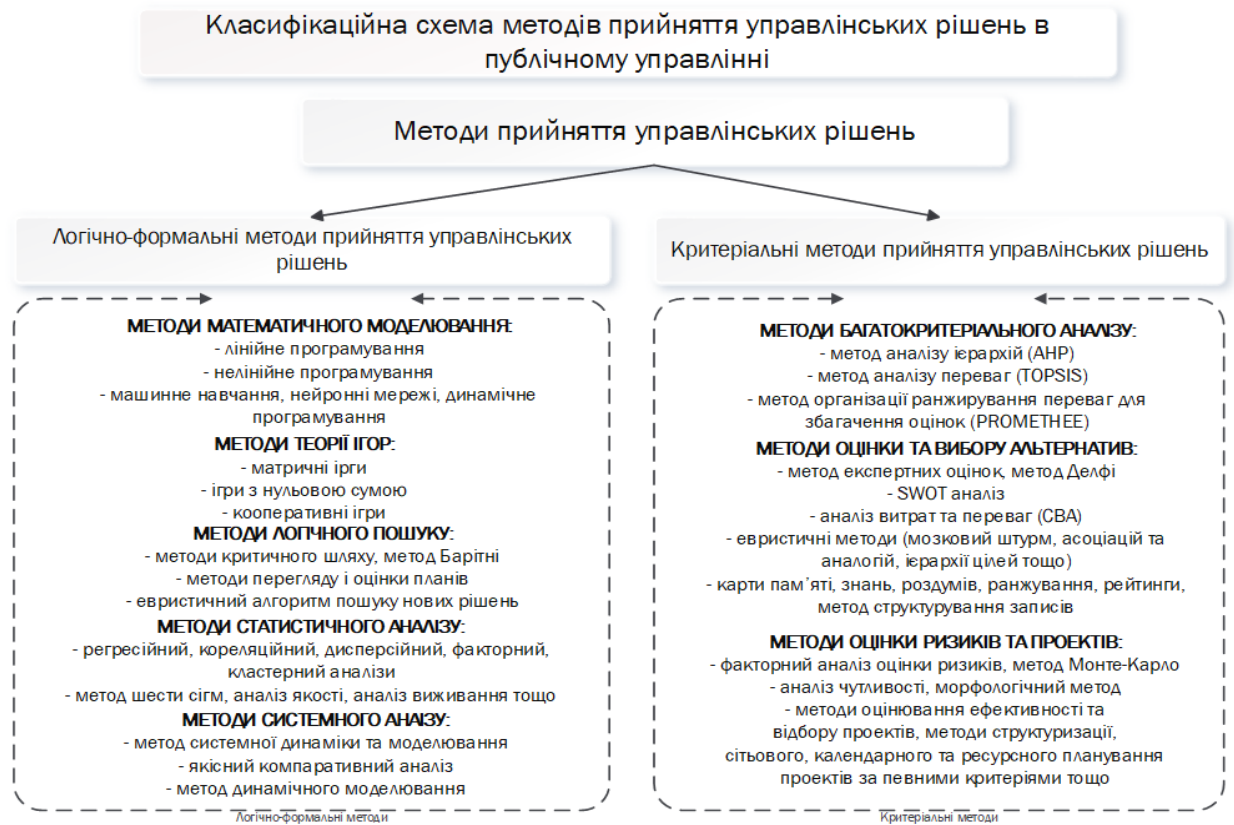 Класифікаційна схема методів прийняття управлінських рішень в
публічному управлінні
Методи прийняття управлінських рішень
Логічно-формальні методи прийняття управлінських
рішень
МЕТОДИ МАТЕМАТИЧНОГО МОДЕЛЮВАННЯ:
- лінійне програмування
- нелінійне програмування
- машинне навчання, нейронні мережі, динамічне
програмування
МЕТОДИ ТЕОРІЇ ІГОР:
- матричні ірги
- ігри з нульовою сумою
- кооперативні ігри
МЕТОДИ ЛОГІЧНОГО ПОШУКУ:
- методи критичного шляху, метод Барітні
- методи перегляду і оцінки планів
- евристичний алгоритм пошуку нових рішень
МЕТОДИ СТАТИСТИЧНОГО АНАЛІЗУ:
- регресійний, кореляційний, дисперсійний, факторний,
кластерний анализи
- метод шести сігм, аналіз якості, аналіз виживання тощо
МЕТОДИ СИСТЕМНОГО АНАІЗУ:
- метод системної динаміки та моделювання
- якісний компаративний аналіз
- метод динамічного моделювання
Логічно-формальні методи
Критеріальні методи прийняття управлінських рішень
МЕТОДИ БАГАТОКРИТЕРІАЛЬНОГО АНАЛІЗУ:
- метод аналізу ієрархій (AHP)
- метод аналізу переваг (TOPSIS)
- метод організації ранжирування переваг для
збагачення оцінок (PROMETHEE)
МЕТОДИ ОЦІНКИ ТА ВИБОРУ АЛЬТЕРНАТИВ:
- метод експертних оцінок, метод Делфі
- SWOT аналіз
- аналіз витрат та переваг (CBA)
- евристичні методи (мозковий штурм, асоціацій та
аналогій, ієрархії цілей тощо)
- карти пам’яті, знань, роздумів, ранжування, рейтинги,
метод структурування записів
МЕТОДИ ОЦІНКИ РИЗИКІВ ТА ПРОЕКТІВ:
- факторний аналіз оцінки ризиків, метод Монте-Карло
- аналіз чутливості, морфологічний метод
- методи оцінювання ефективності та
відбору проектів, методи структуризації,
сітьового, календарного та ресурсного планування
проектів за певними критеріями тощо
Критеріальні методи